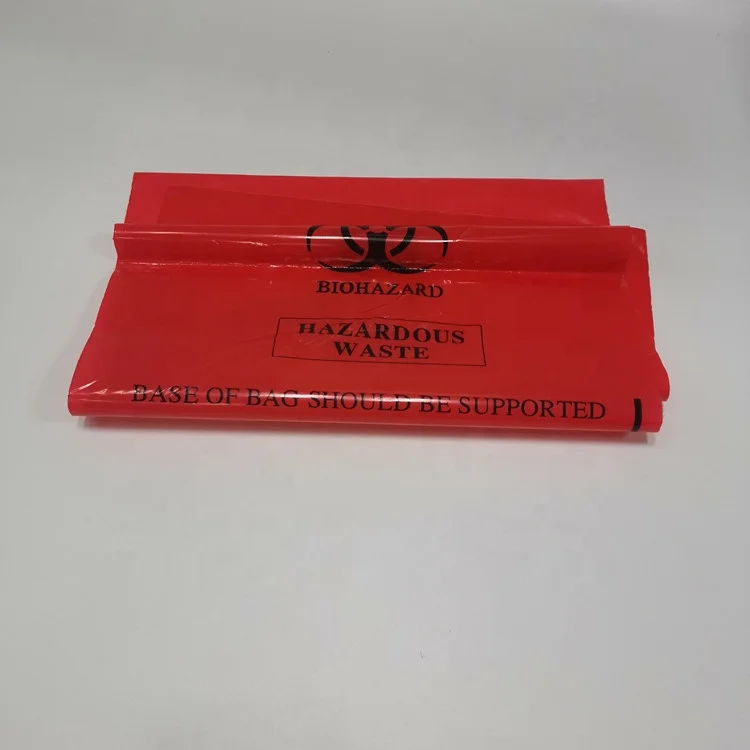 BIOHAZARD
HAZARDOUS
WASTE
BASE OF BAG SHOULD BE SUPPORTED